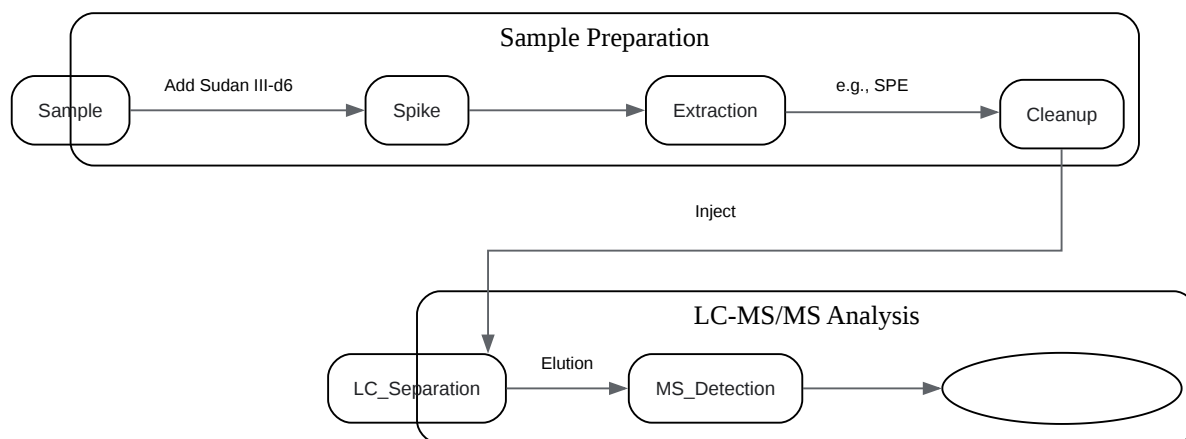 Sample Preparation
Sample
Add Sudan III-d6
Spike
Extraction
e.g., SPE
Cleanup
Inject
LC-MS/MS Analysis
LC_Separation
Elution
MS_Detection